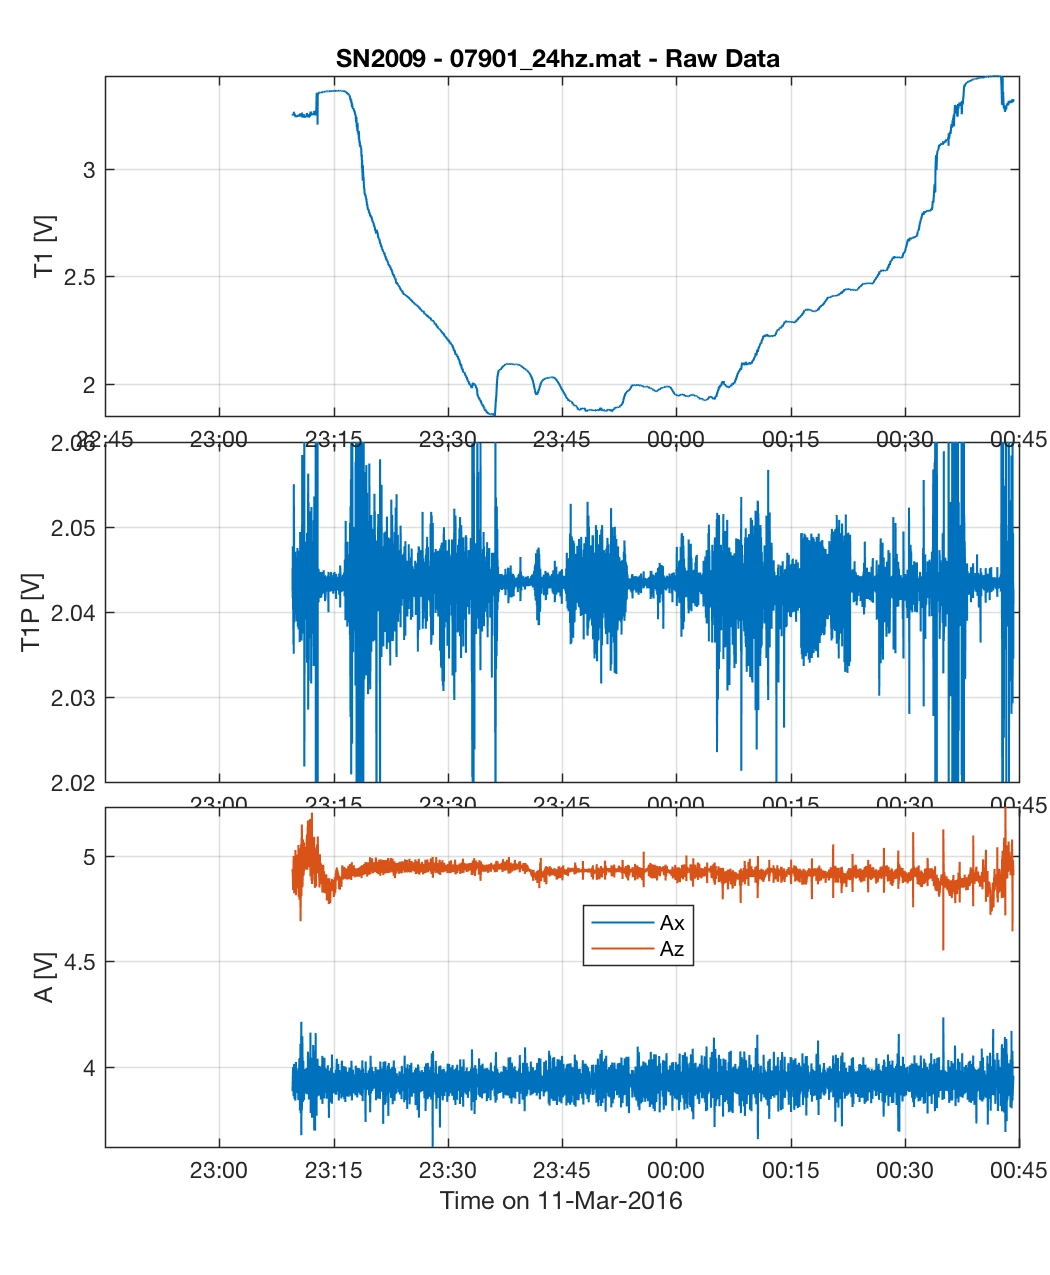 SN2009 - 07901_24hz.mat - Raw Data
T1 [V]
3
2.5
2
22:45 23:00 23:15 23:30 23:45 00:00 00:15 00:30 00:45
T1P [V]
2.06
2.05
2.04
2.03
2.02
23:00 23:15 23:30 23:45 00:00 00:15 00:30 00:45
A [V]
5
4.5
4
Ax
Az
23:00 23:15 23:30 23:45 00:00 00:15 00:30 00:45
Time on 11-Mar-2016